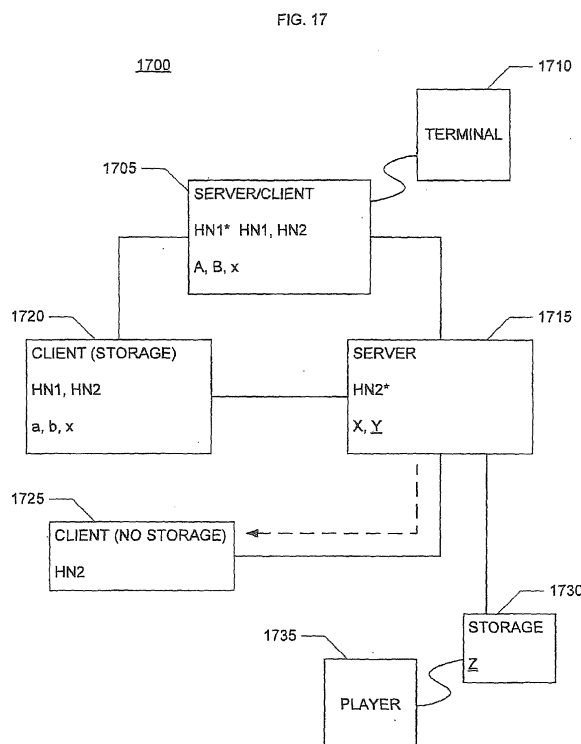 FIG. 17
1700
1710
TERMINAL
1705
SERVER/CLIENT
HN1* HN1, HN2
A, B, x
1720
CLIENT (STORAGE)
HN1, HN2
a, b, x
1715
SERVER
HN2*
X, Y
1725
CLIENT (NO STORAGE)
HN2
1730
STORAGE
Z
1735
PLAYER